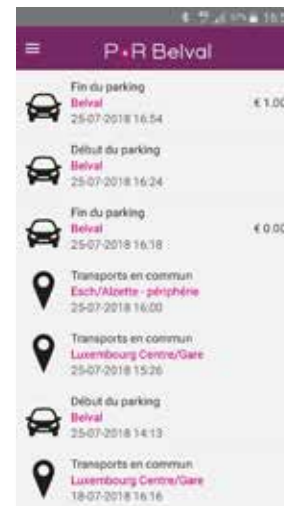 P+R Belval
Fin du parking
Belval € 1.00
25-07-2018 16:54
Début du parking
Belval
25-07-2018 16:24
Fin du parking
Belval € 0.00
25-07-2018 16:18
Transports en commun
Esch/Alzette - périphérie
25-07-2018 16:00
Transports en commun
Luxembourg Centre/Gare
25-07-2018 15:26
Début du parking
Belval
25-07-2018 14:13
Transports en commun
Luxembourg Centre/Gare
18-07-2018 16:16